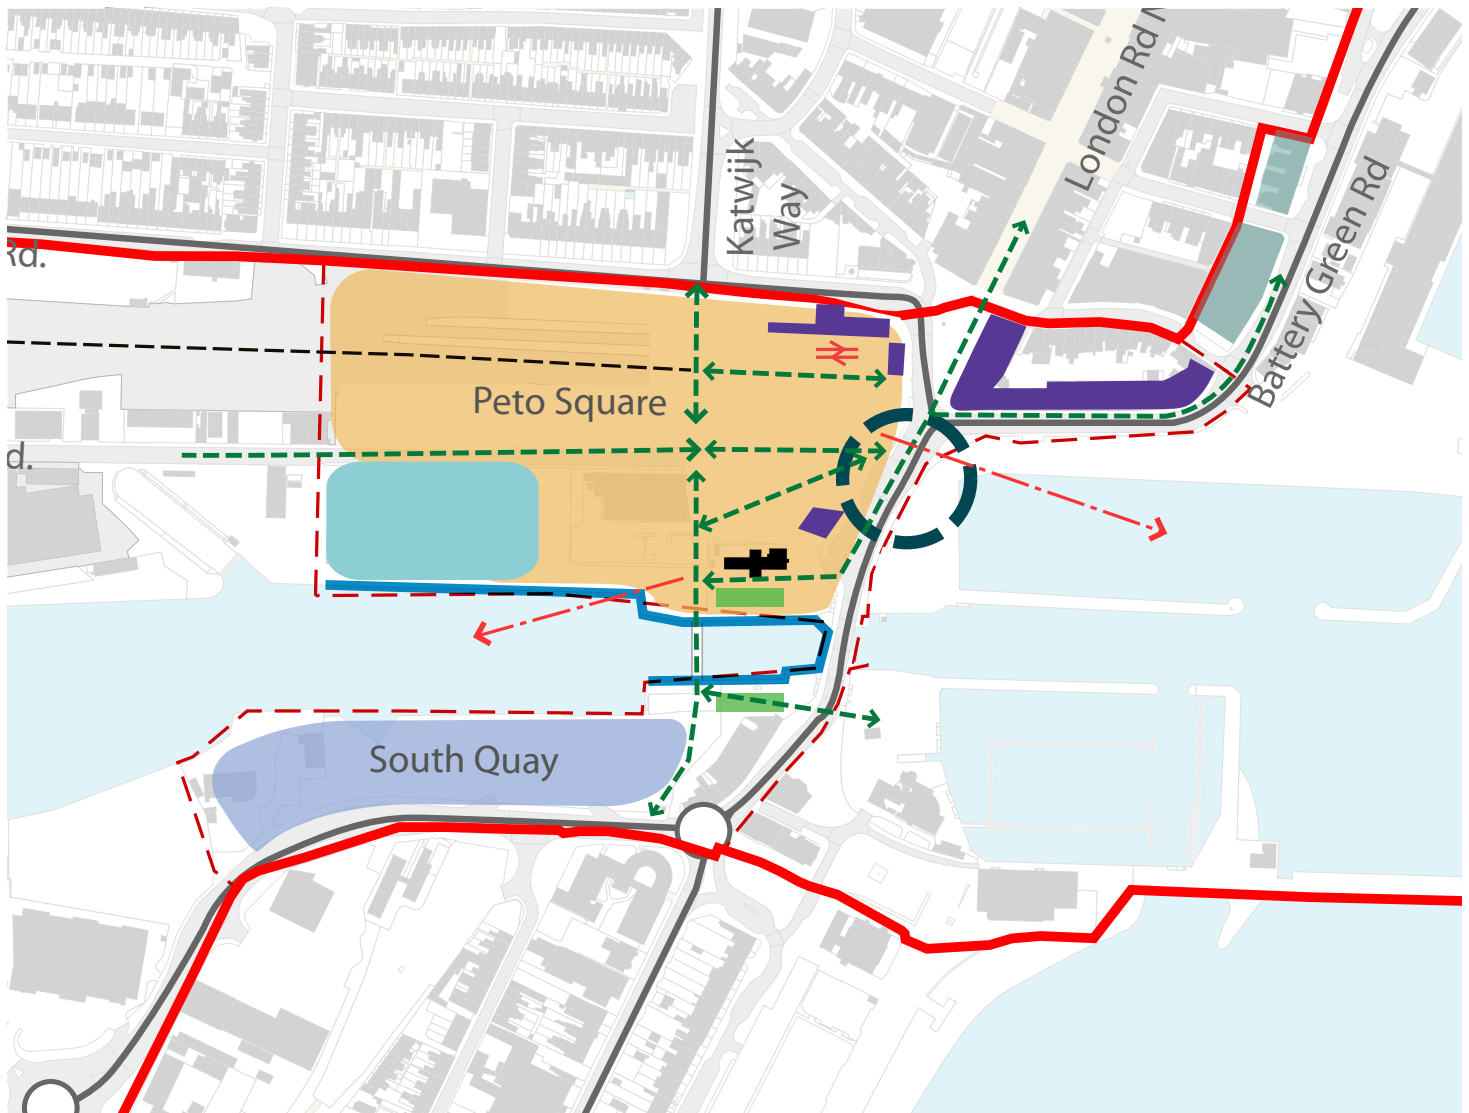 London Rd N
Katwijk
Way
Rd.
Battery Green Rd
Peto Square
d.
South Quay